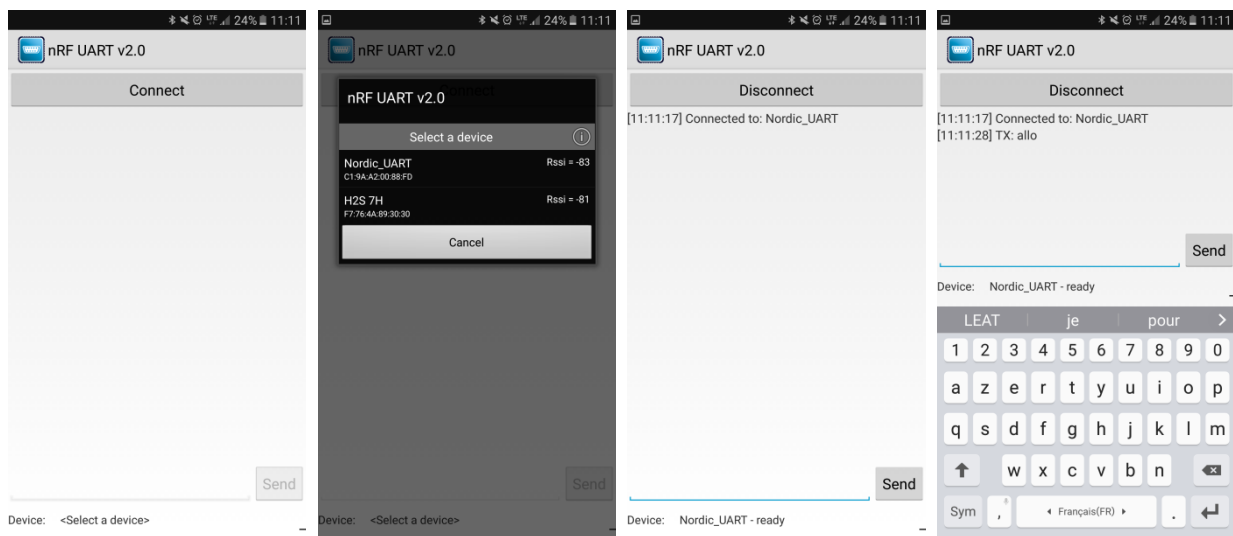 24% 11:11
nRF UART v2.0
Connect
Send
Device: <Select a device>
24% 11:11
nRF UART v2.0
Connect
nRF UART v2.0
Select a device
Nordic_UART Rssi = -83
C1:9A:A2:00:88:FD
H2S 7H Rssi = -81
F7:76:4A:89:30:30
Cancel
Send
Device: <Select a device>
LTE 24% 11:11
nRF UART v2.0
Disconnect
[11:11:17] Connected to: Nordic_UART
Send
Device: Nordic_UART - ready
LTE 24% 11:11
nRF UART v2.0
Disconnect
[11:11:17] Connected to: Nordic_UART
[11:11:28] TX: allo
Send
Device: Nordic_UART - ready
LEAT je pour >
1 2 3 4 5 6 7 8 9 0
a z e r t y u i o p
q s d f g h j k l m
w x c v b n
Sym , Français(FR) .